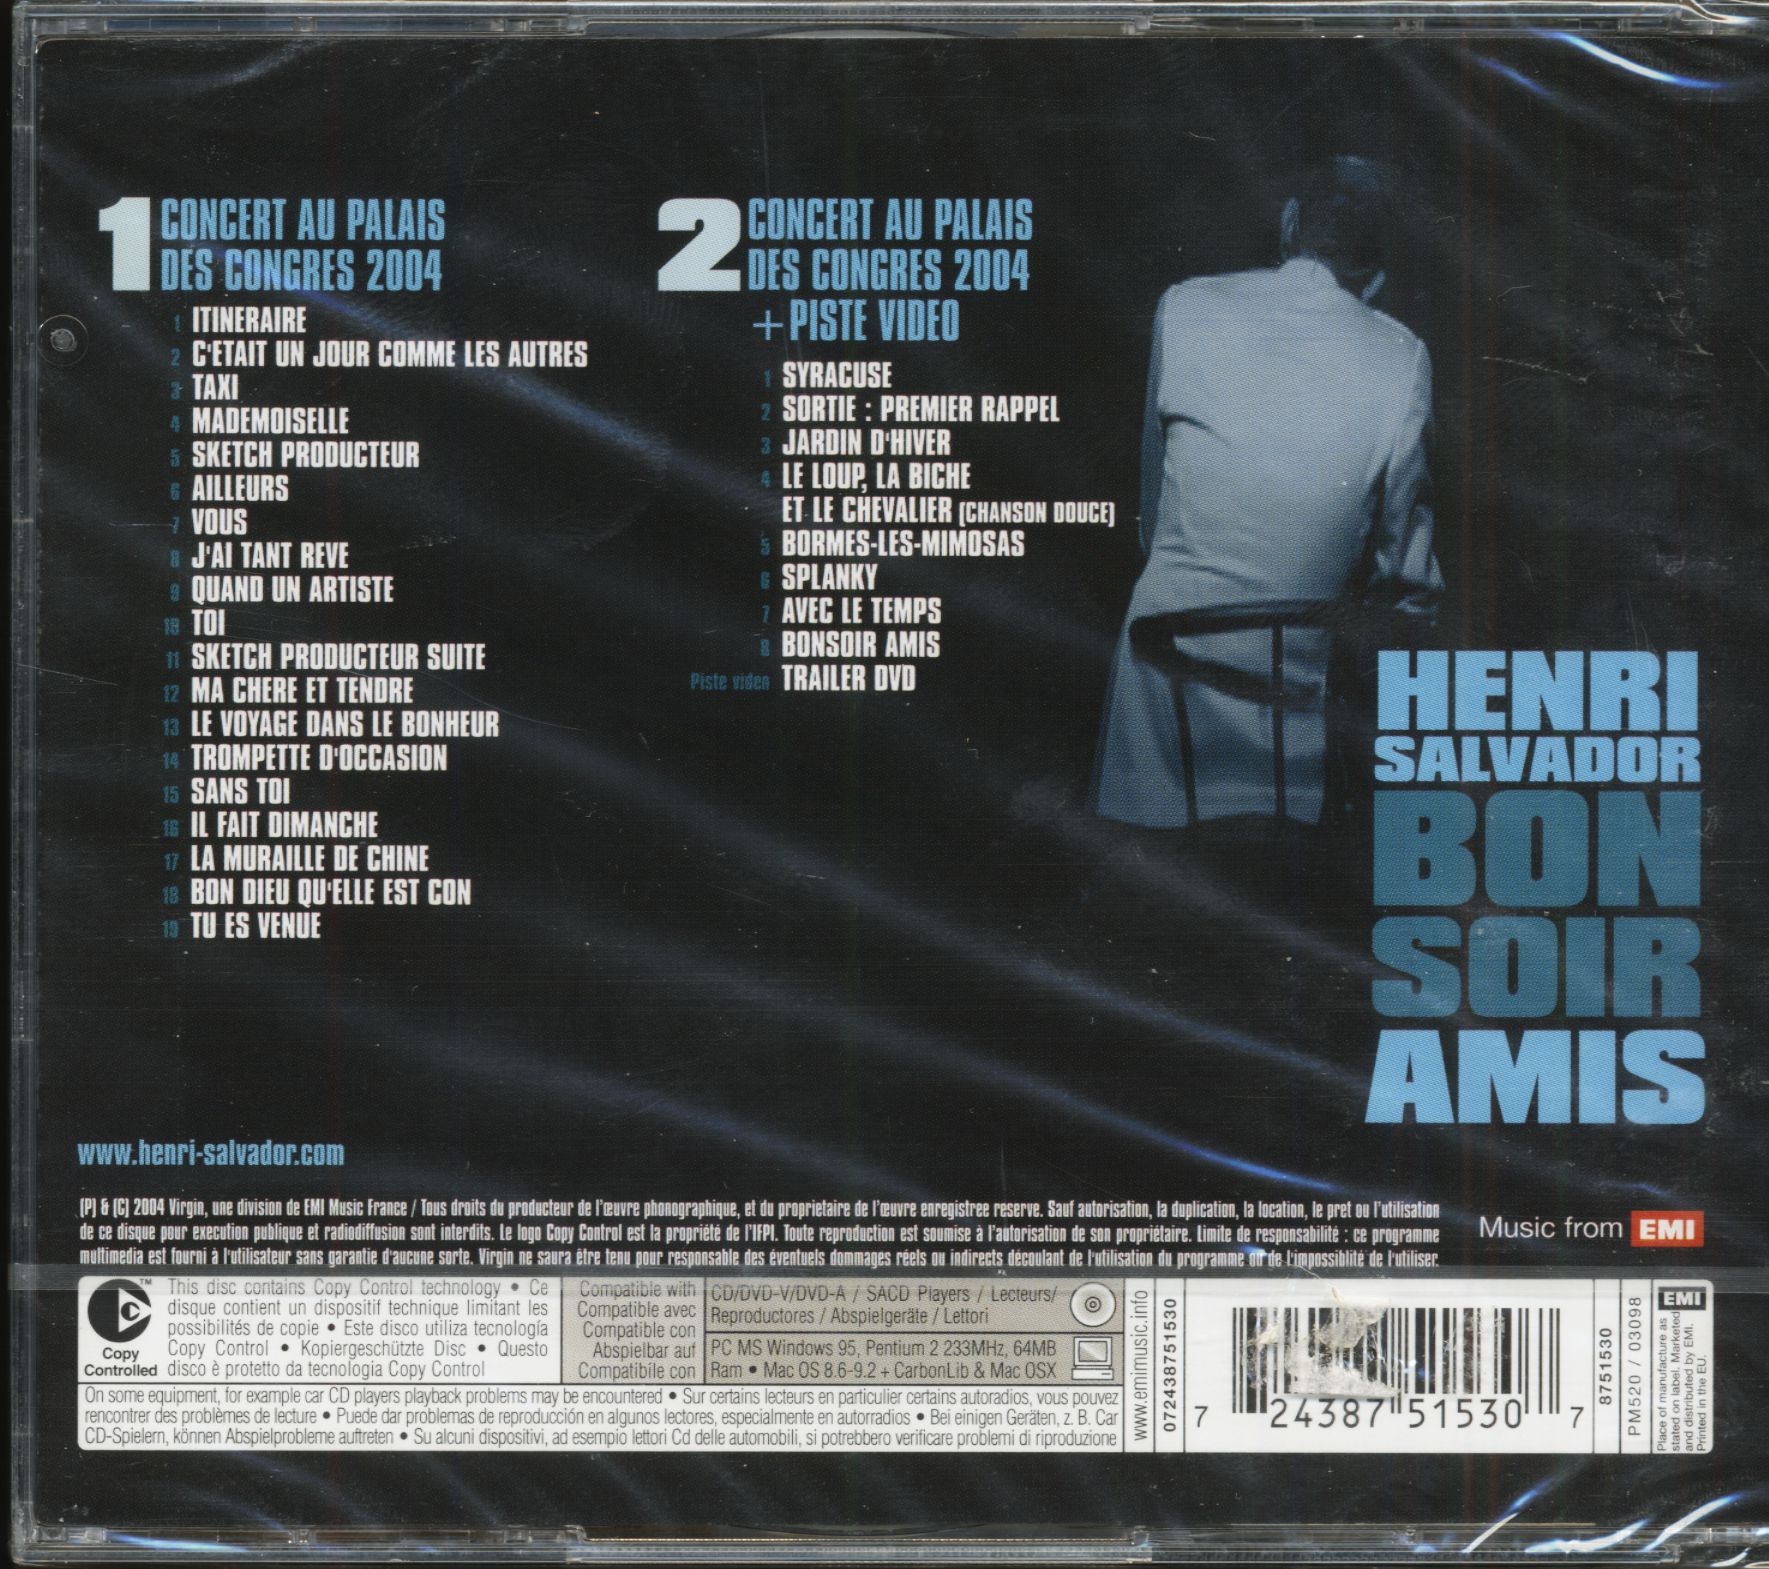 1 CONCERT AU PALAIS
DES CONGRES 2004
1 ITINERAIRE
2 C'ETAIT UN JOUR COMME LES AUTRES
3 TAXI
4 MADEMOISELLE
5 SKETCH PRODUCTEUR
6 AILLEURS
7 VOUS
8 J'AI TANT REVE
9 QUAND UN ARTISTE
10 TOI
11 SKETCH PRODUCTEUR SUITE
12 MA CHERE ET TENDRE
13 LE VOYAGE DANS LE BONHEUR
14 TROMPETTE D'OCCASION
15 SANS TOI
16 IL FAIT DIMANCHE
17 LA MURAILLE DE CHINE
18 BON DIEU QU'ELLE EST CON
19 TU ES VENUE
2 CONCERT AU PALAIS
DES CONGRES 2004
+ PISTE VIDEO
1 SYRACUSE
2 SORTIE : PREMIER RAPPEL
3 JARDIN D'HIVER
4 LE LOUP, LA BICHE
ET LE CHEVALIER (CHANSON DOUCE)
5 BORMES-LES-MIMOSAS
6 SPLANKY
7 AVEC LE TEMPS
8 BONSOIR AMIS
Piste video TRAILER DVD
HENRI
SALVADOR
BON
SOIR
AMIS
www.henri-salvador.com
(P) & (C) 2004 Virgin, une division de EMI Music France / Tous droits du producteur de l'œuvre phonographique, et du proprietaire de l'œuvre enregistree reserve. Sauf autorisation, la duplication, la location, le pret ou l'utilisation
de ce disque pour execution publique et radiodiffusion sont interdits. Le logo Copy Control est la propriété de l'IFPI. Toute reproduction est soumise à l'autorisation de son propriétaire. Limite de responsabilité : ce programme
multimedia est fourni à l'utilisateur sans garantie d'aucune sorte. Virgin ne saura être tenu pour responsable des éventuels dommages réels ou indirects découlant de l'utilisation du programme ou de l'impossiblité de l'utiliser.
Music from EMI
TM
Copy
Controlled
This disc contains Copy Control technology • Ce
disque contient un dispositif technique limitant les
possibilités de copie • Este disco utiliza tecnología
Copy Control • Kopiergeschützte Disc • Questo
disco è protetto da tecnologia Copy Control
Compatible with
Compatible avec
Compatible con
Abspielbar auf
Compatibile con
CD/DVD-V/DVD-A / SACD Players / Lecteurs/
Reproductores / Abspielgeräte / Lettori
PC MS Windows 95, Pentium 2 233MHz, 64MB
Ram • Mac OS 8.6-9.2 + CarbonLib & Mac OSX
On some equipment, for example car CD players playback problems may be encountered • Sur certains lecteurs en particulier certains autoradios, vous pouvez
rencontrer des problèmes de lecture • Puede dar problemas de reproducción en algunos lectores, especialmente en autorradios • Bei einigen Geräten, z. B. Car
CD-Spielern, können Abspielprobleme auftreten • Su alcuni dispositivi, ad esempio lettori Cd delle automobili, si potrebbero verificare problemi di riproduzione
www.emimusic.info
0724387515307
7 24387 51530 7
8751530
PM520 / 03098
EMI
Place of manufacture as
stated on label. Marketed
and distributed by EMI.
Printed in the EU.